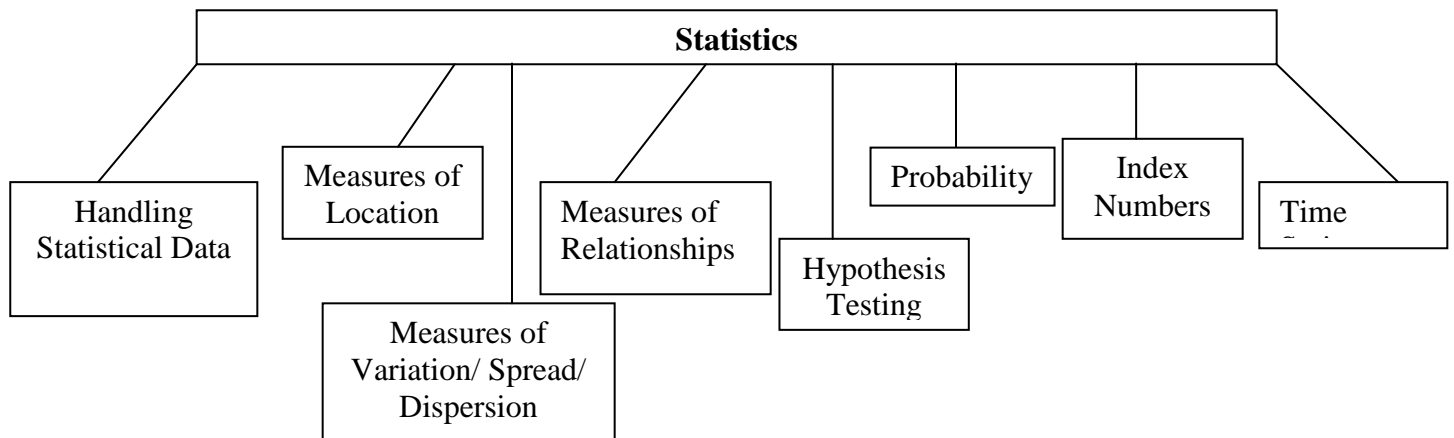 Statistics
Handling
Statistical Data
Measures of
Location
Measures of
Variation/ Spread/
Dispersion
Measures of
Relationships
Hypothesis
Testing
Probability
Index
Numbers
Time